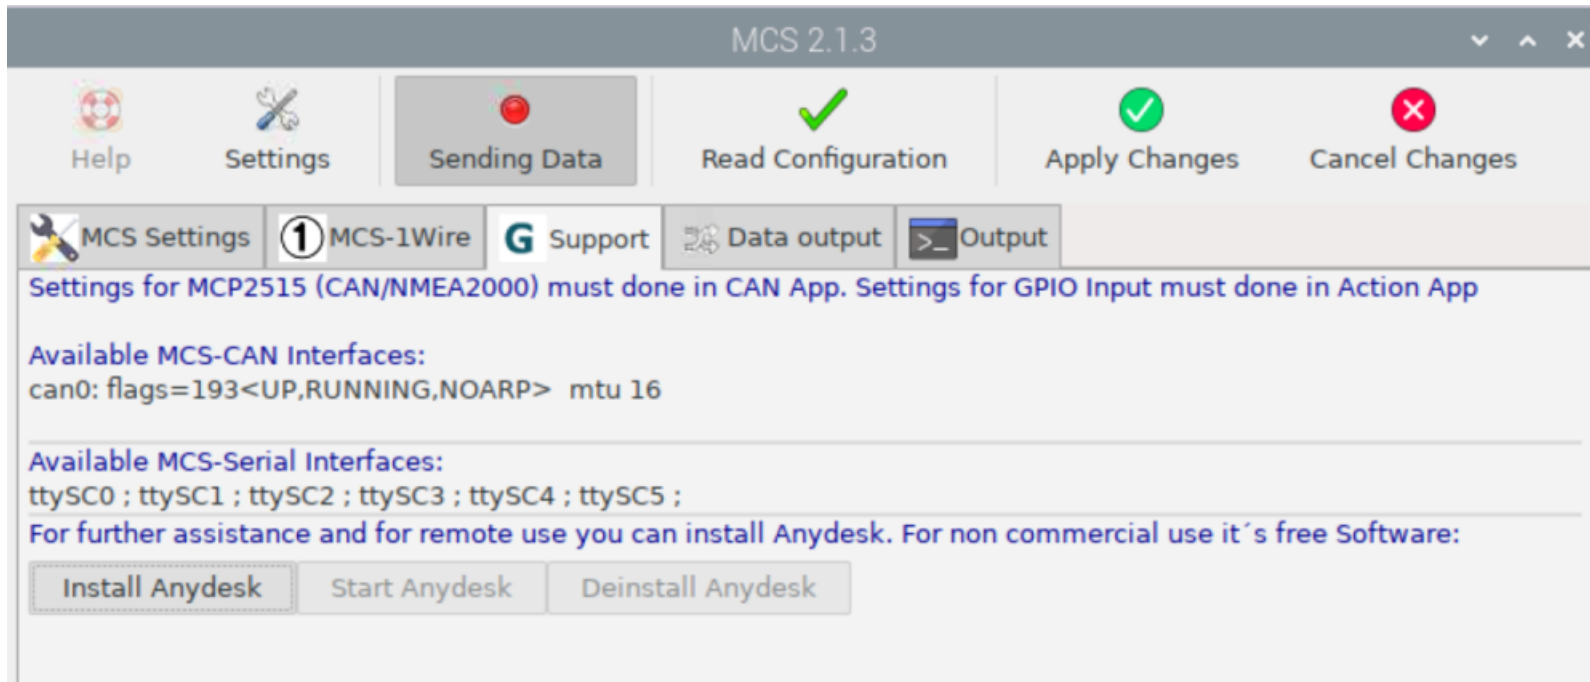 MCS 2.1.3
Help Settings Sending Data Read Configuration Apply Changes Cancel Changes
MCS Settings 1 MCS-1Wire G Support Data output >_ Output
Settings for MCP2515 (CAN/NMEA2000) must done in CAN App. Settings for GPIO Input must done in Action App
Available MCS-CAN Interfaces:
can0: flags=193<UP,RUNNING,NOARP>  mtu 16
Available MCS-Serial Interfaces:
ttySC0 ; ttySC1 ; ttySC2 ; ttySC3 ; ttySC4 ; ttySC5 ;
For further assistance and for remote use you can install Anydesk. For non commercial use it´s free Software:
Install Anydesk Start Anydesk Deinstall Anydesk